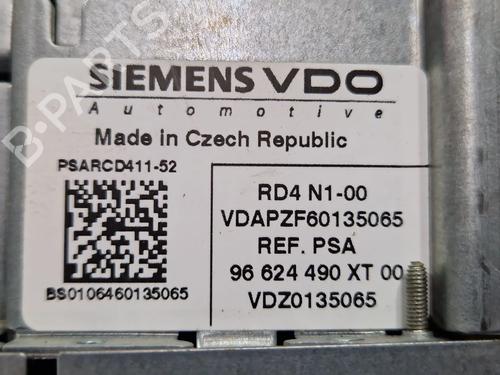 SIEMENS VDO
Automotive
Made in Czech Republic
PSARCD411-52
BS0106460135065
RD4 N1-00
VDAPZF60135065
REF. PSA
96 624 490 XT 00
VDZ0135065